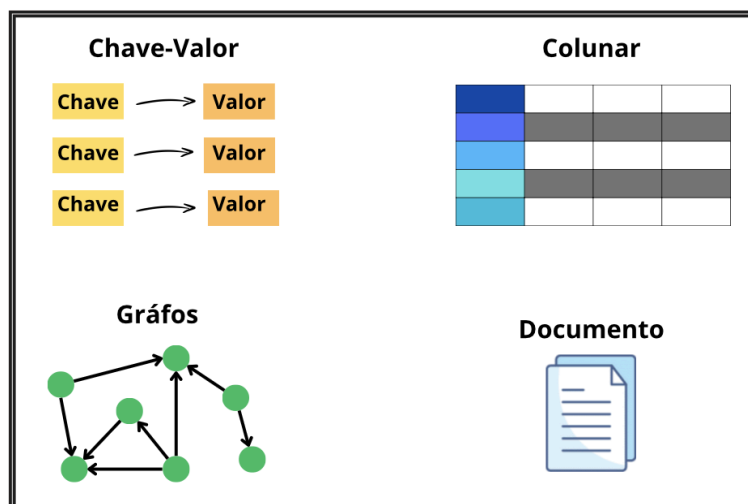 Chave-Valor
Chave Valor
Chave Valor
Chave Valor
Colunar
Gráfos
Documento